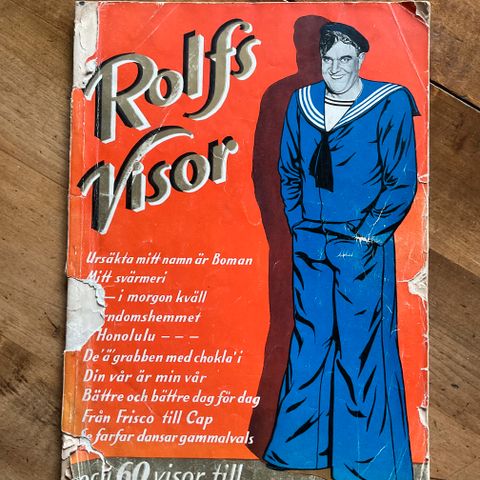 Rolfs
Visor
Ursäkta mitt namn är Boman
Mitt svärmeri
— i morgon kväll
Honolulu – – –
De'ä'grabben med chokla'i
Din vår är min vår
Bättre och bättre dag för dag
Från Frisco till Cap
farfar dansar gammalvals
och 60 visor till